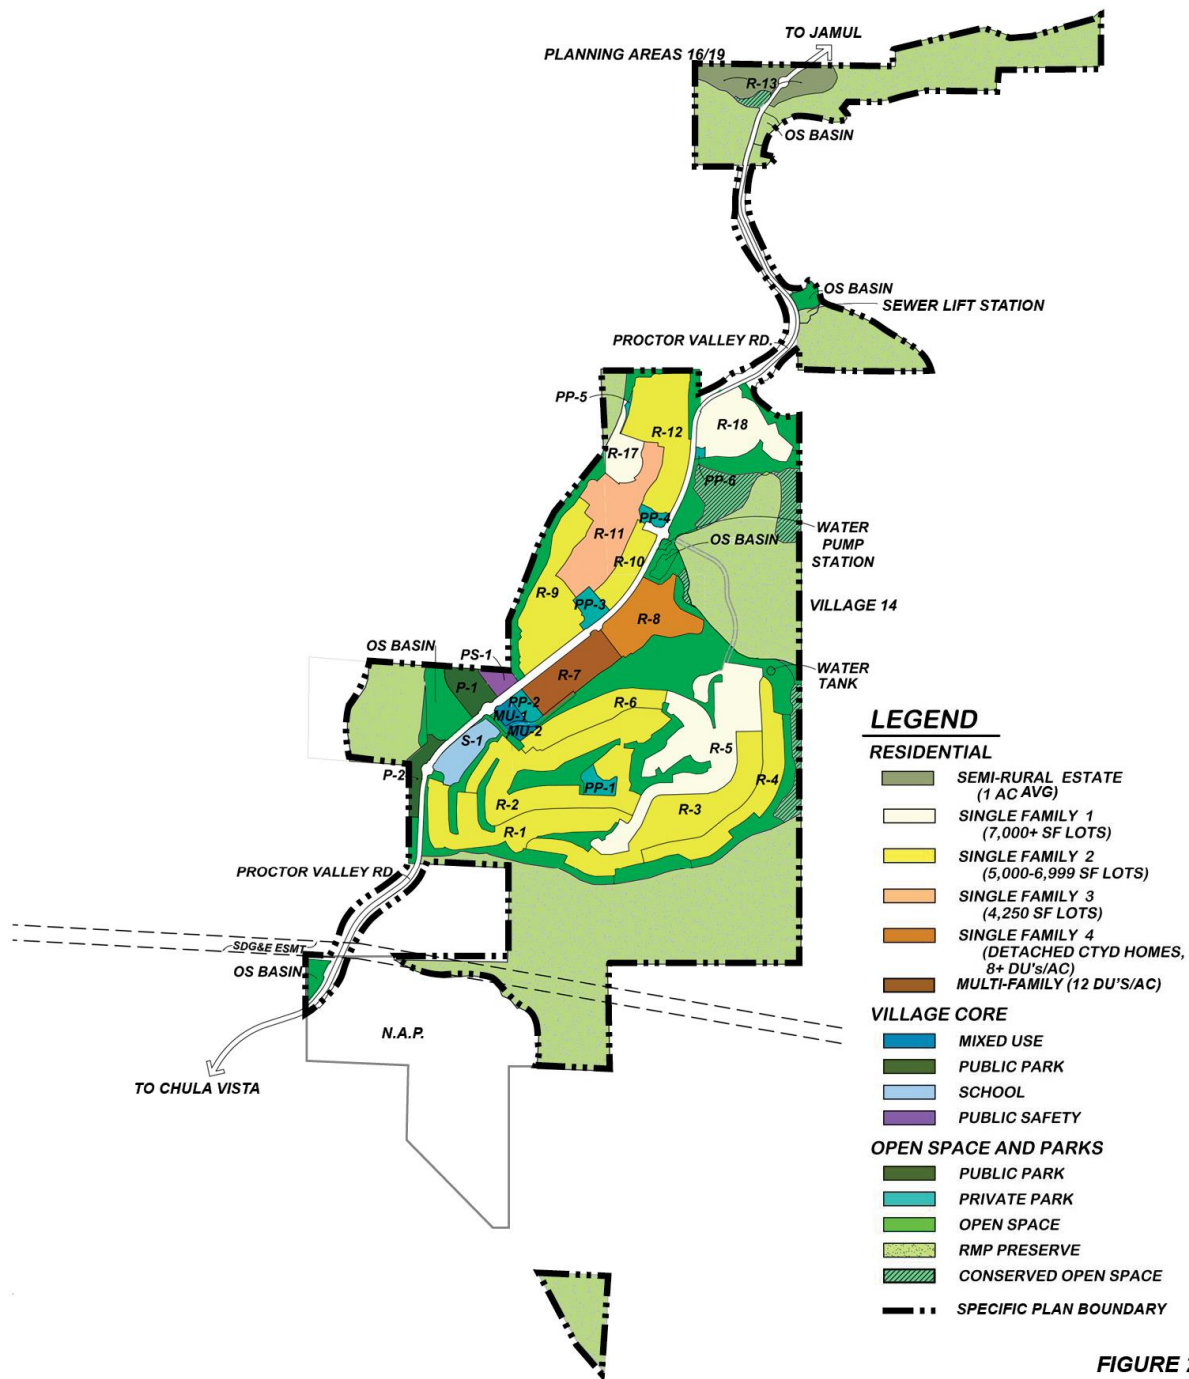 TO JAMUL
PLANNING AREAS 16/19
R-13
OS BASIN
OS BASIN
SEWER LIFT STATION
PROCTOR VALLEY RD.
PP-5
R-12
R-18
R-17
PP-6
PP-4
WATER
PUMP
STATION
R-11
OS BASIN
R-10
R-9
PP-3
VILLAGE 14
R-8
OS BASIN
PS-1
R-7
WATER
TANK
P-1
PP-2
R-6
MU-1
MU-2
S-1
R-5
P-2
PP-1
R-4
R-2
R-3
R-1
PROCTOR VALLEY RD
SDG&E ESMT
OS BASIN
N.A.P.
TO CHULA VISTA
LEGEND
RESIDENTIAL
SEMI-RURAL ESTATE
(1 AC AVG)
SINGLE FAMILY 1
(7,000+ SF LOTS)
SINGLE FAMILY 2
(5,000-6,999 SF LOTS)
SINGLE FAMILY 3
(4,250 SF LOTS)
SINGLE FAMILY 4
(DETACHED CTYD HOMES,
8+ DU's/AC)
MULTI-FAMILY (12 DU'S/AC)
VILLAGE CORE
MIXED USE
PUBLIC PARK
SCHOOL
PUBLIC SAFETY
OPEN SPACE AND PARKS
PUBLIC PARK
PRIVATE PARK
OPEN SPACE
RMP PRESERVE
CONSERVED OPEN SPACE
SPECIFIC PLAN BOUNDARY
FIGURE